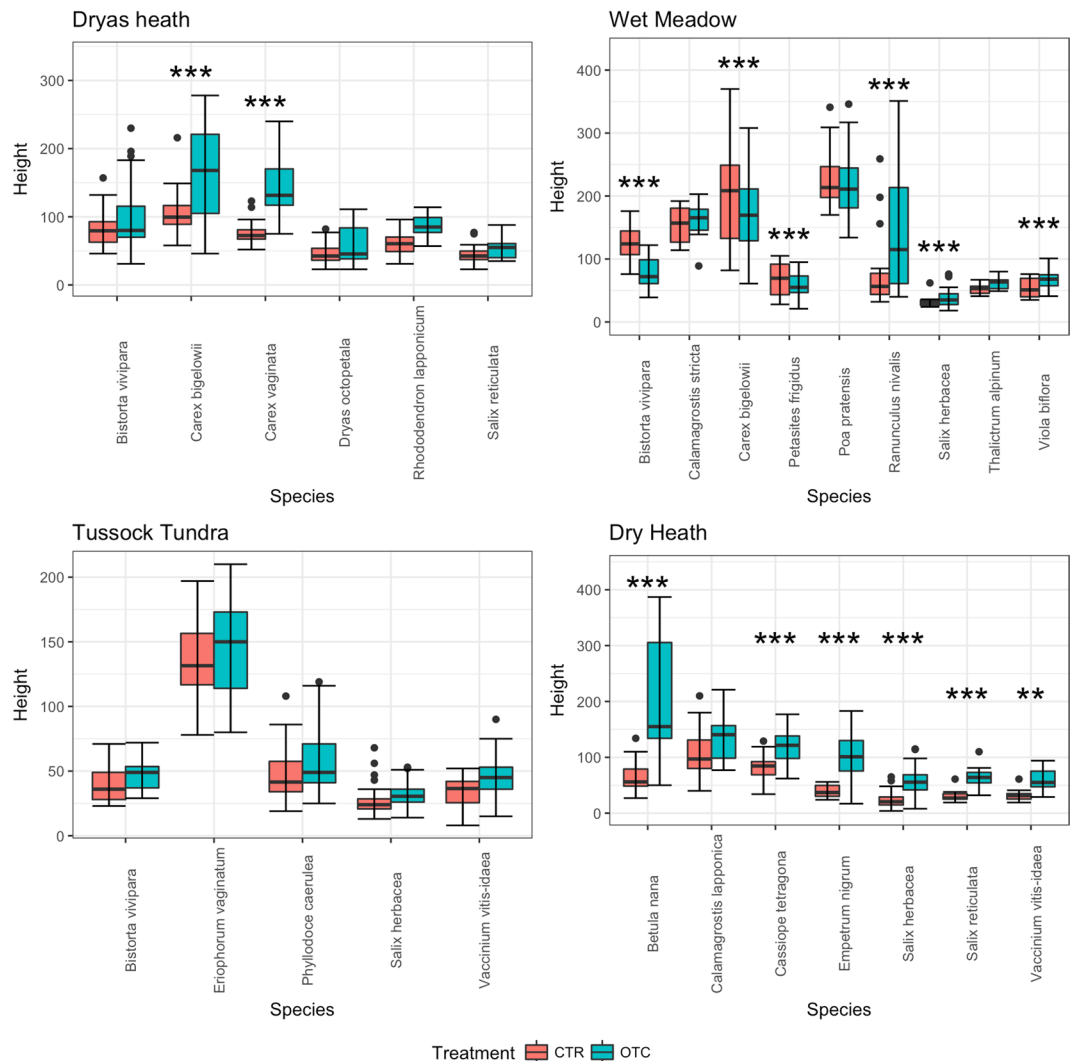 Dryas heath
Height
300
200
100
0
***
***
Bistorta vivipara
Carex bigelowii
Carex vaginata
Dryas octopetala
Rhododendron lapponicum
Salix reticulata
Species
Wet Meadow
Height
400
300
200
100
0
***
***
***
***
***
***
Bistorta vivipara
Calamagrostis stricta
Carex bigelowii
Petasites frigidus
Poa pratensis
Ranunculus nivalis
Salix herbacea
Thalictrum alpinum
Viola biflora
Species
Tussock Tundra
Height
200
150
100
50
0
Bistorta vivipara
Eriophorum vaginatum
Phyllodoce caerulea
Salix herbacea
Vaccinium vitis-idaea
Species
Dry Heath
Height
400
300
200
100
0
***
***
***
***
***
**
Betula nana
Calamagrostis lapponica
Cassiope tetragona
Empetrum nigrum
Salix herbacea
Salix reticulata
Vaccinium vitis-idaea
Species
Treatment CTR OTC